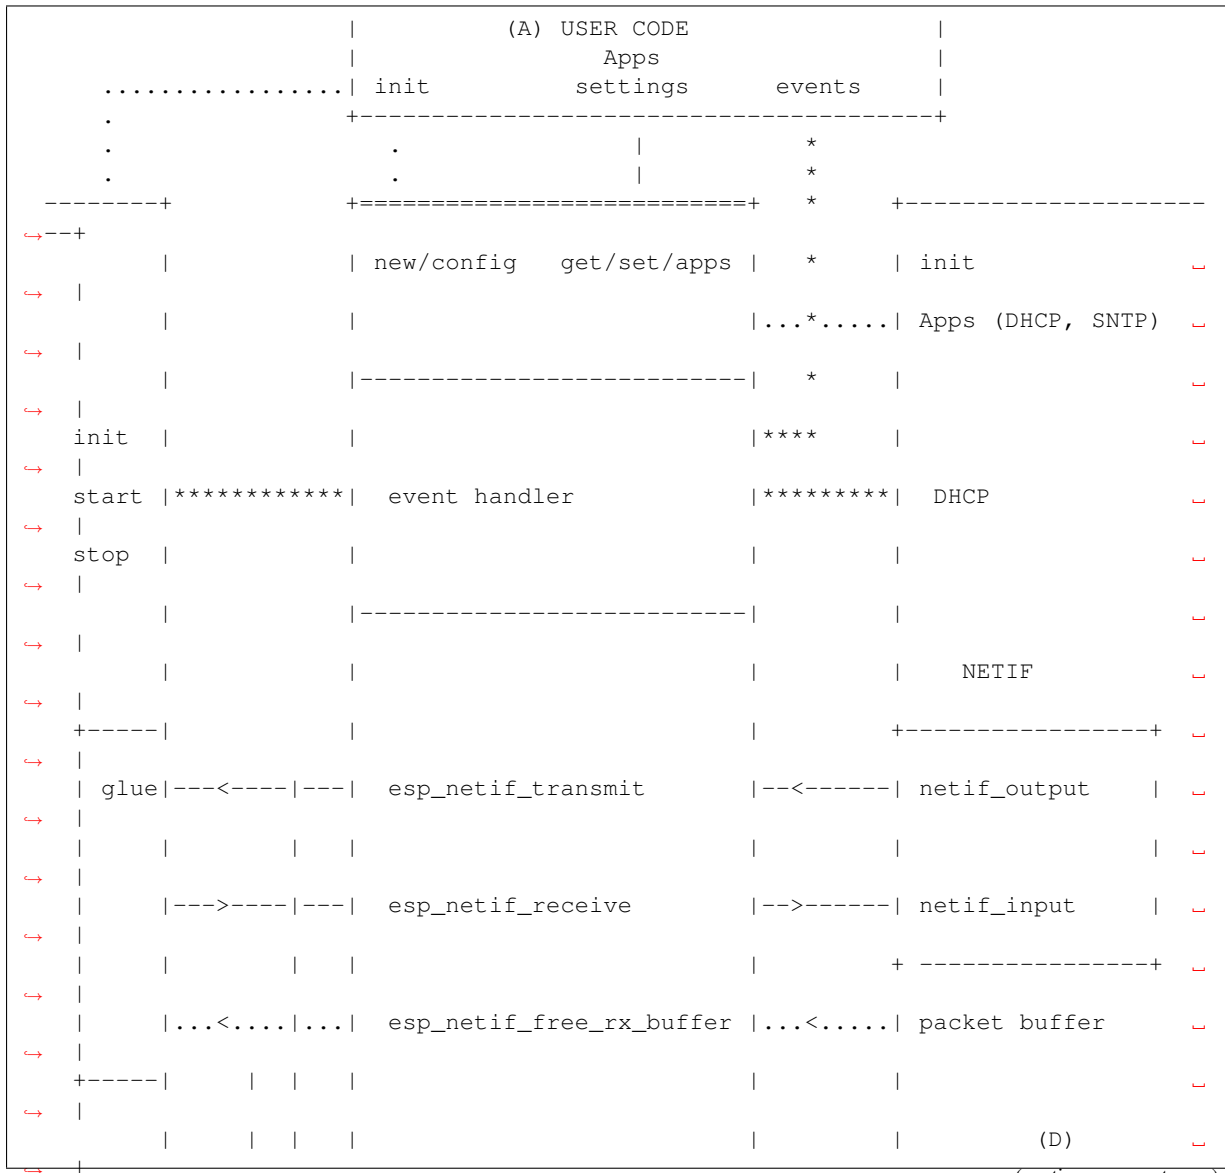 |          (A) USER CODE                 |
                       |                 Apps                   |
      .................| init          settings      events     |
      .                +----------------------------------------+
      .                   .                |           *
      .                   .                |           *
  --------+            +===========================+   *     +---------------------
↪--+
          |            | new/config   get/set/apps |   *     | init               ␣
↪  |
          |            |                           |...*.....| Apps (DHCP, SNTP)  ␣
↪  |
          |            |---------------------------|   *     |                    ␣
↪  |
    init  |            |                           |****     |                    ␣
↪  |
    start |************|  event handler            |*********|  DHCP              ␣
↪  |
    stop  |            |                           |         |                    ␣
↪  |
          |            |---------------------------|         |                    ␣
↪  |
          |            |                           |         |    NETIF           ␣
↪  |
    +-----|            |                           |         +-----------------+  ␣
↪  |
    | glue|---<----|---|  esp_netif_transmit       |--<------| netif_output    |  ␣
↪  |
    |     |        |   |                           |         |                 |  ␣
↪  |
    |     |--->----|---|  esp_netif_receive        |-->------| netif_input     |  ␣
↪  |
    |     |        |   |                           |         + ----------------+  ␣
↪  |
    |     |...<....|...|  esp_netif_free_rx_buffer |...<.....| packet buffer      ␣
↪  |
    +-----|     |  |   |                           |         |                    ␣
↪  |
          |     |  |   |                           |         |         (D)        ␣